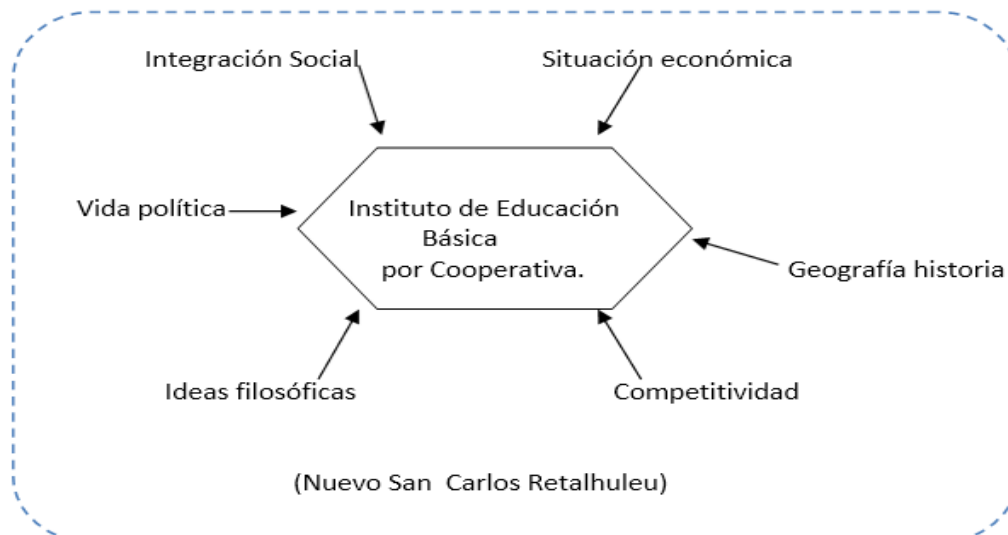 Integración Social
Situación económica
Vida política
Instituto de Educación
Básica
por Cooperativa.
Geografía historia
Ideas filosóficas
Competitividad
(Nuevo San Carlos Retalhuleu)